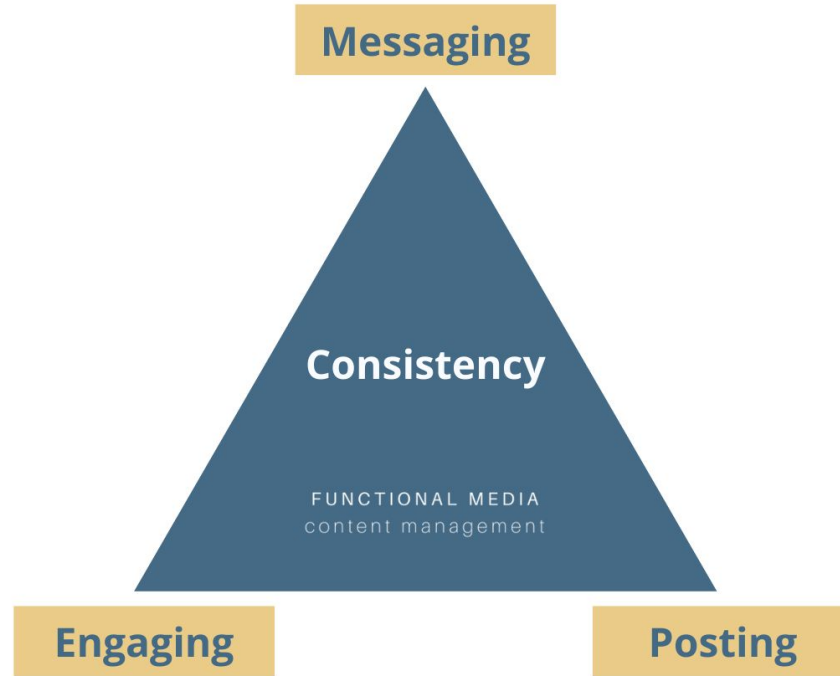 Messaging
Consistency
FUNCTIONAL MEDIA
content management
Engaging
Posting